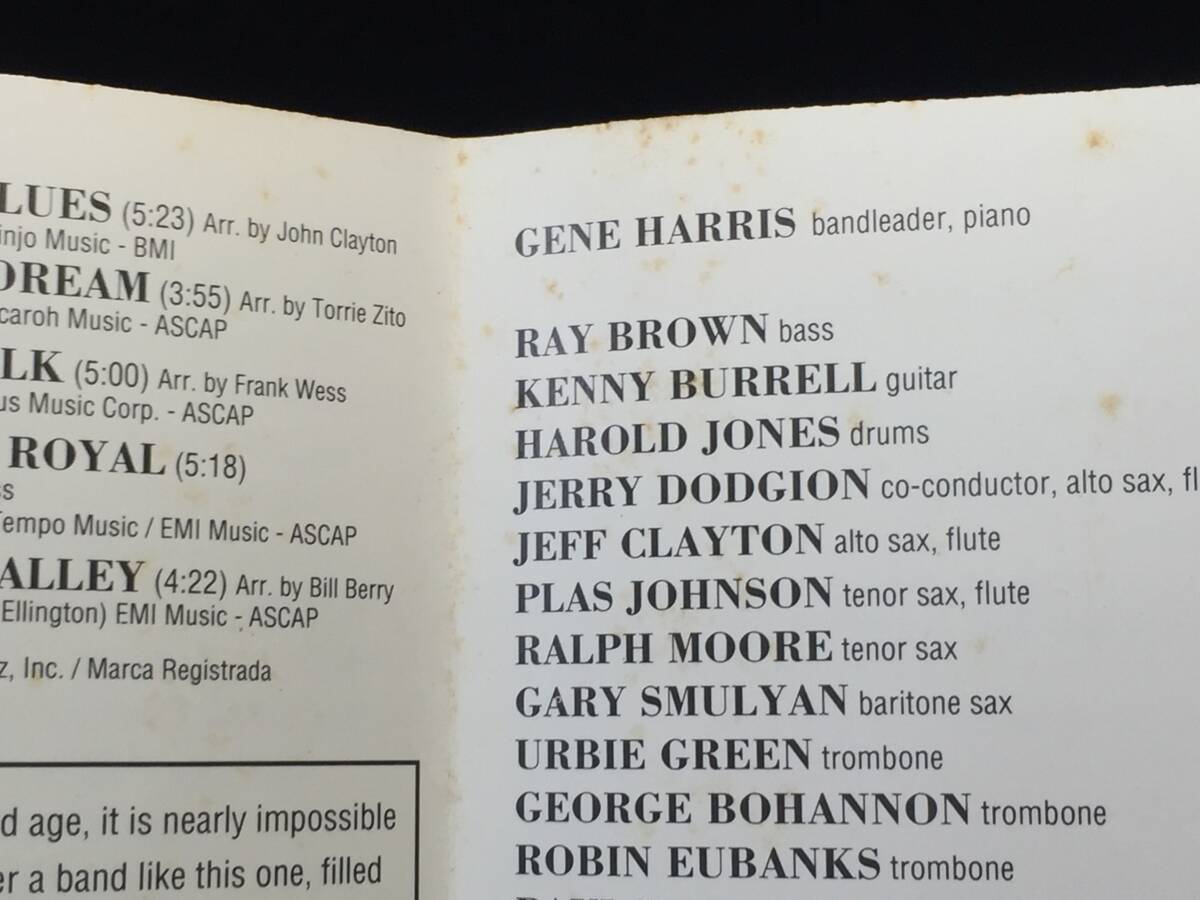 LUES (5:23) Arr. by John Clayton
injo Music - BMI
DREAM (3:55) Arr. by Torrie Zito
caroh Music - ASCAP
LK (5:00) Arr. by Frank Wess
us Music Corp. - ASCAP
ROYAL (5:18)
ss
Tempo Music / EMI Music - ASCAP
ALLEY (4:22) Arr. by Bill Berry
Ellington) EMI Music - ASCAP
z, Inc. / Marca Registrada
d age, it is nearly impossible
er a band like this one, filled
GENE HARRIS bandleader, piano
RAY BROWN bass
KENNY BURRELL guitar
HAROLD JONES drums
JERRY DODGION co-conductor, alto sax, fl
JEFF CLAYTON alto sax, flute
PLAS JOHNSON tenor sax, flute
RALPH MOORE tenor sax
GARY SMULYAN baritone sax
URBIE GREEN trombone
GEORGE BOHANNON trombone
ROBIN EUBANKS trombone